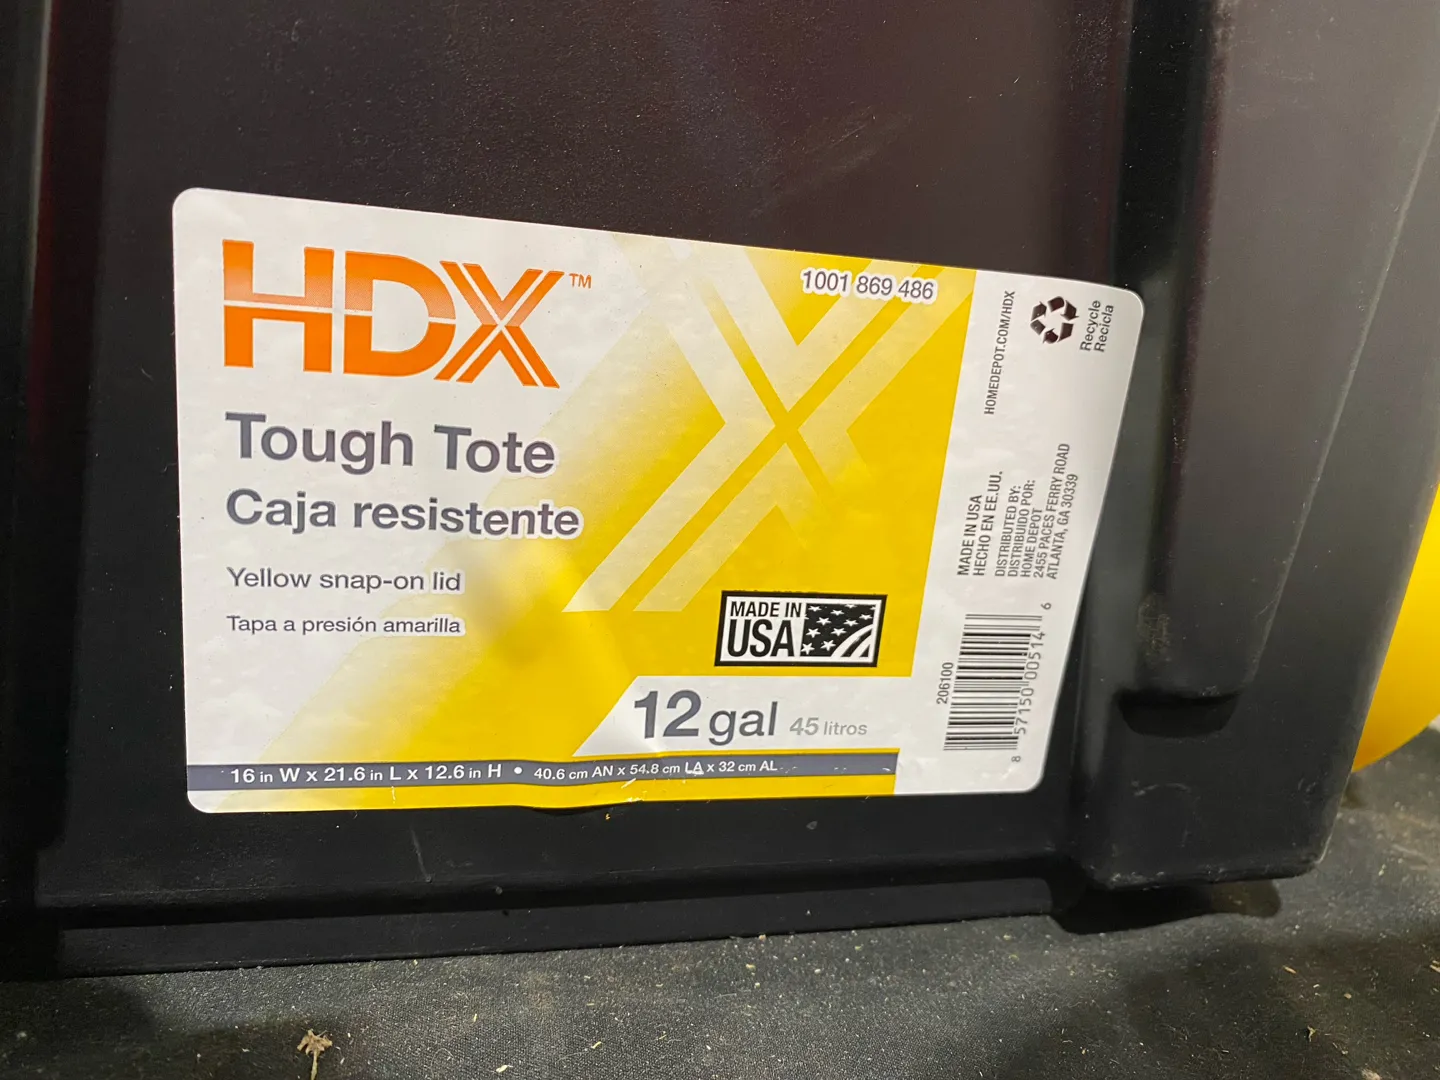 HDX™
1001 869 486
Tough Tote
Caja resistente
Yellow snap-on lid
Tapa a presión amarilla
MADE IN
USA
12 gal 45 litros
16 in W x 21.6 in L x 12.6 in H • 40.6 cm AN x 54.8 cm LA x 32 cm AL
HOMEDEPOT.COM/HDX
Recycle
Recicla
MADE IN USA
HECHO EN EE.UU.
DISTRIBUTED BY:
DISTRIBUIDO POR:
HOME DEPOT
2455 PACES FERRY ROAD
ATLANTA, GA 30339
206100
8 57150 00514 6